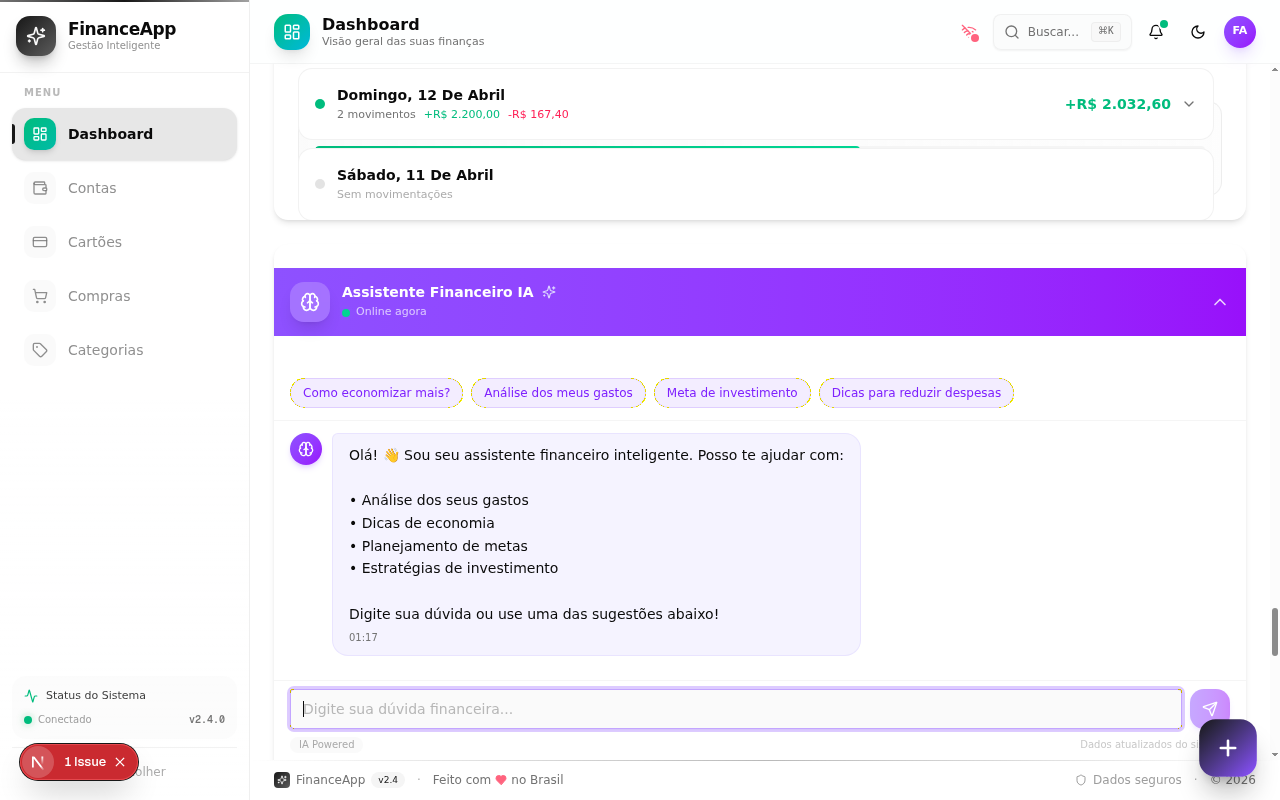 FinanceApp
Gestão Inteligente
MENU
Dashboard
Contas
Cartões
Compras
Categorias
Status do Sistema
Conectado
v2.4.0
1 Issue
olher
Dashboard
Visão geral das suas finanças
Buscar...
⌘K
FA
Domingo, 12 De Abril
2 movimentos +R$ 2.200,00 -R$ 167,40
+R$ 2.032,60
Sábado, 11 De Abril
Sem movimentações
Assistente Financeiro IA
Online agora
Como economizar mais?
Análise dos meus gastos
Meta de investimento
Dicas para reduzir despesas
Olá! 👋 Sou seu assistente financeiro inteligente. Posso te ajudar com:
• Análise dos seus gastos
• Dicas de economia
• Planejamento de metas
• Estratégias de investimento
Digite sua dúvida ou use uma das sugestões abaixo!
01:17
Digite sua dúvida financeira...
IA Powered
Dados atualizados do
FinanceApp
v2.4
· Feito com ❤️ no Brasil
Dados seguros · © 2026